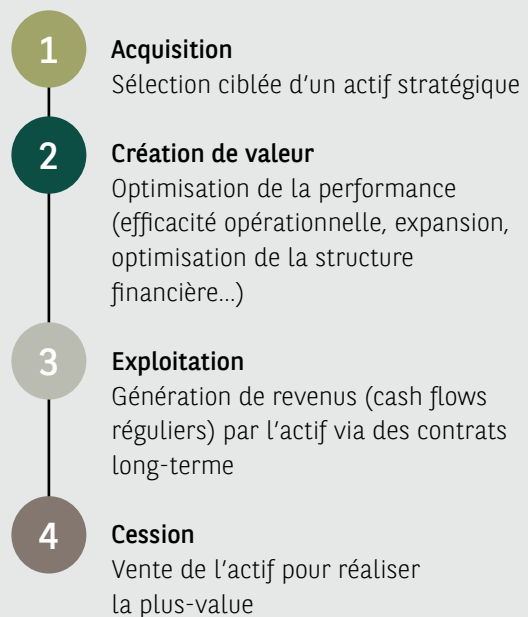 1
Acquisition
Sélection ciblée d'un actif stratégique
2
Création de valeur
Optimisation de la performance
(efficacité opérationnelle, expansion,
optimisation de la structure
financière...)
3
Exploitation
Génération de revenus (cash flows
réguliers) par l'actif via des contrats
long-terme
4
Cession
Vente de l'actif pour réaliser
la plus-value